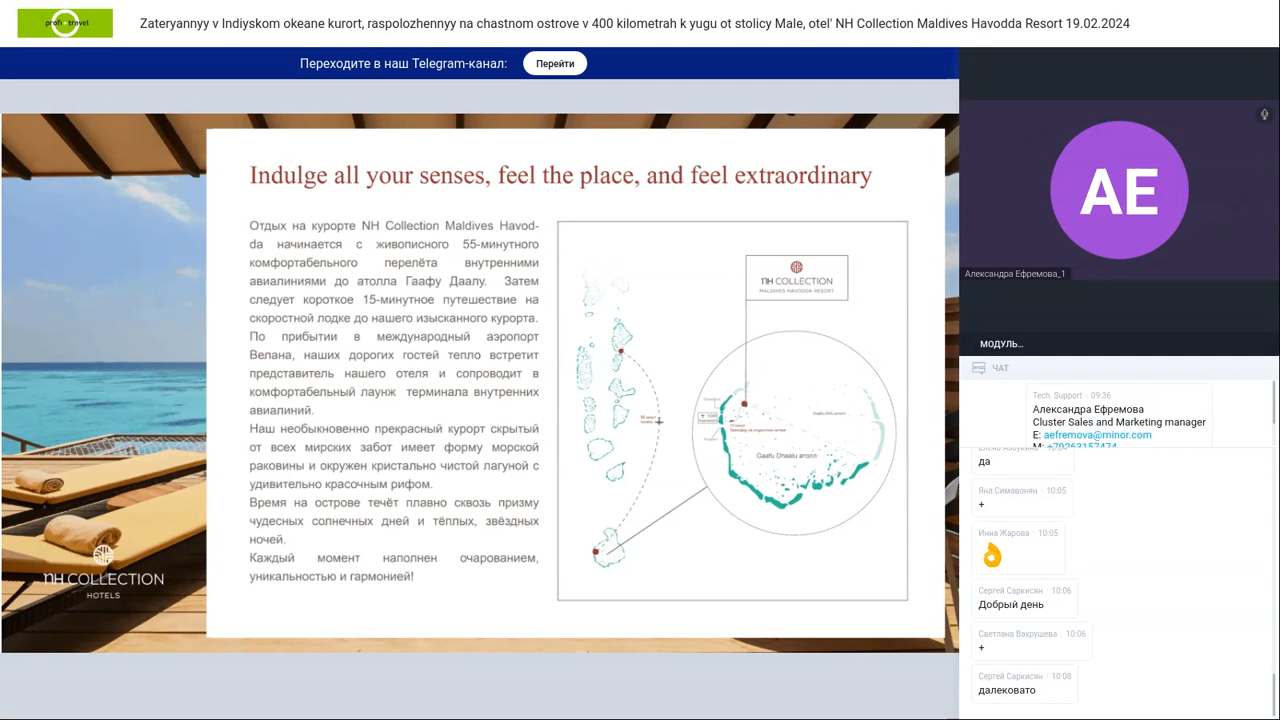 profi travel
Zateryannyy v Indiyskom okeane kurort, raspolozhennyy na odnoimennom ostrove v 400 kilometrah k yugu ot stolicy Male, otel' NH Collection Maldives Havodda Resort 19.02.2024
Переходите в наш Telegram-канал:
Перейти
Indulge all your senses, feel the place, and feel extraordinary
Отдых на курорте NH Collection Maldives Havod-
da начинается с живописного 55-минутного
комфортабельного перелёта внутренними
авиалиниями до атолла Гаафу Даалу. Затем
следует короткое 15-минутное путешествие на
скоростной лодке до нашего изысканного курорта.
По прибытии в международный аэропорт
Велана, наших дорогих гостей тепло встретит
представитель нашего отеля и сопроводит в
комфортабельный лаунж терминала внутренних
авиалиний.
Наш необыкновенно прекрасный курорт скрытый
от всех мирских забот имеет форму морской
раковины и окружен кристально чистой лагуной с
удивительно красочным рифом.
Время на острове течёт плавно сквозь призму
чудесных солнечных дней и тёплых, звёздных
ночей.
Каждый момент наполнен очарованием,
уникальностью и гармонией!
NH COLLECTION
MALDIVES HAVODDA RESORT
Gaafu Dhaalu атолл
NH COLLECTION
HOTELS
AE
Александра Ефремова_1
МОДУЛЬ...
ЧАТ
Tech. Support · 09:36
Александра Ефремова
Cluster Sales and Marketing manager
E: aefremova@minor.com
M: +79263157474
да
Яна Симавонян · 10:05
+
Инна Жарова · 10:05
Сергей Саркисян · 10:06
Добрый день
Светлана Вахрушева · 10:06
+
Сергей Саркисян · 10:08
далековато